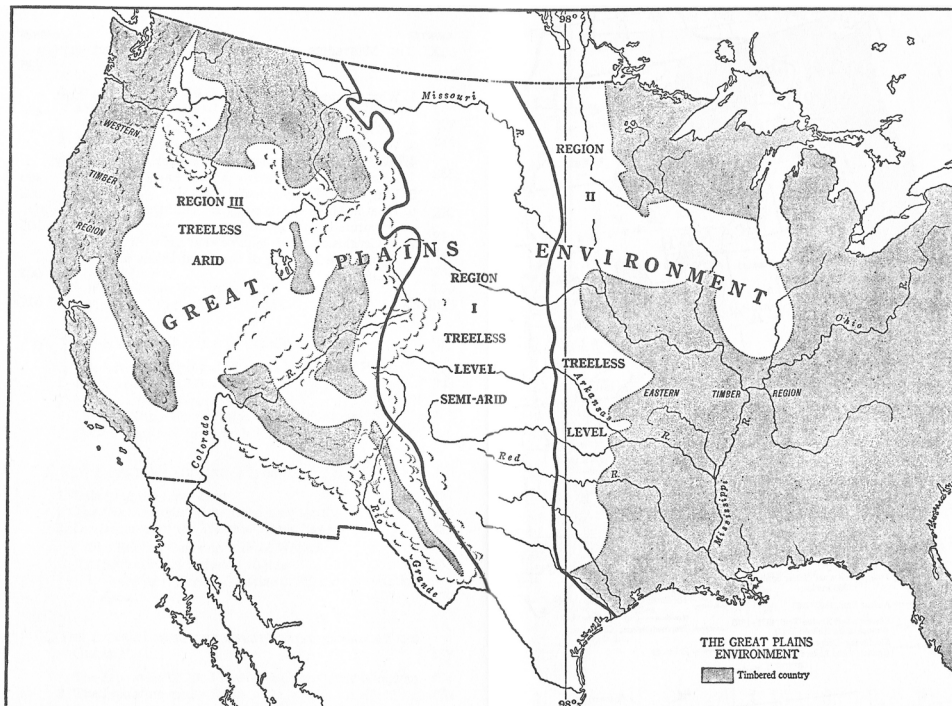 98°
Missouri
R.
WESTERN
TIMBER
REGION
REGION III
TREELESS
ARID
GREAT PLAINS ENVIRONMENT
REGION
II
TREELESS
LEVEL
REGION
I
TREELESS
LEVEL
SEMI-ARID
Ohio
R.
EASTERN TIMBER REGION
Arkansas
R.
Red
R.
Mississippi
R.
Colorado
R.
Rio
Grande
THE GREAT PLAINS
ENVIRONMENT
Timbered country
98°